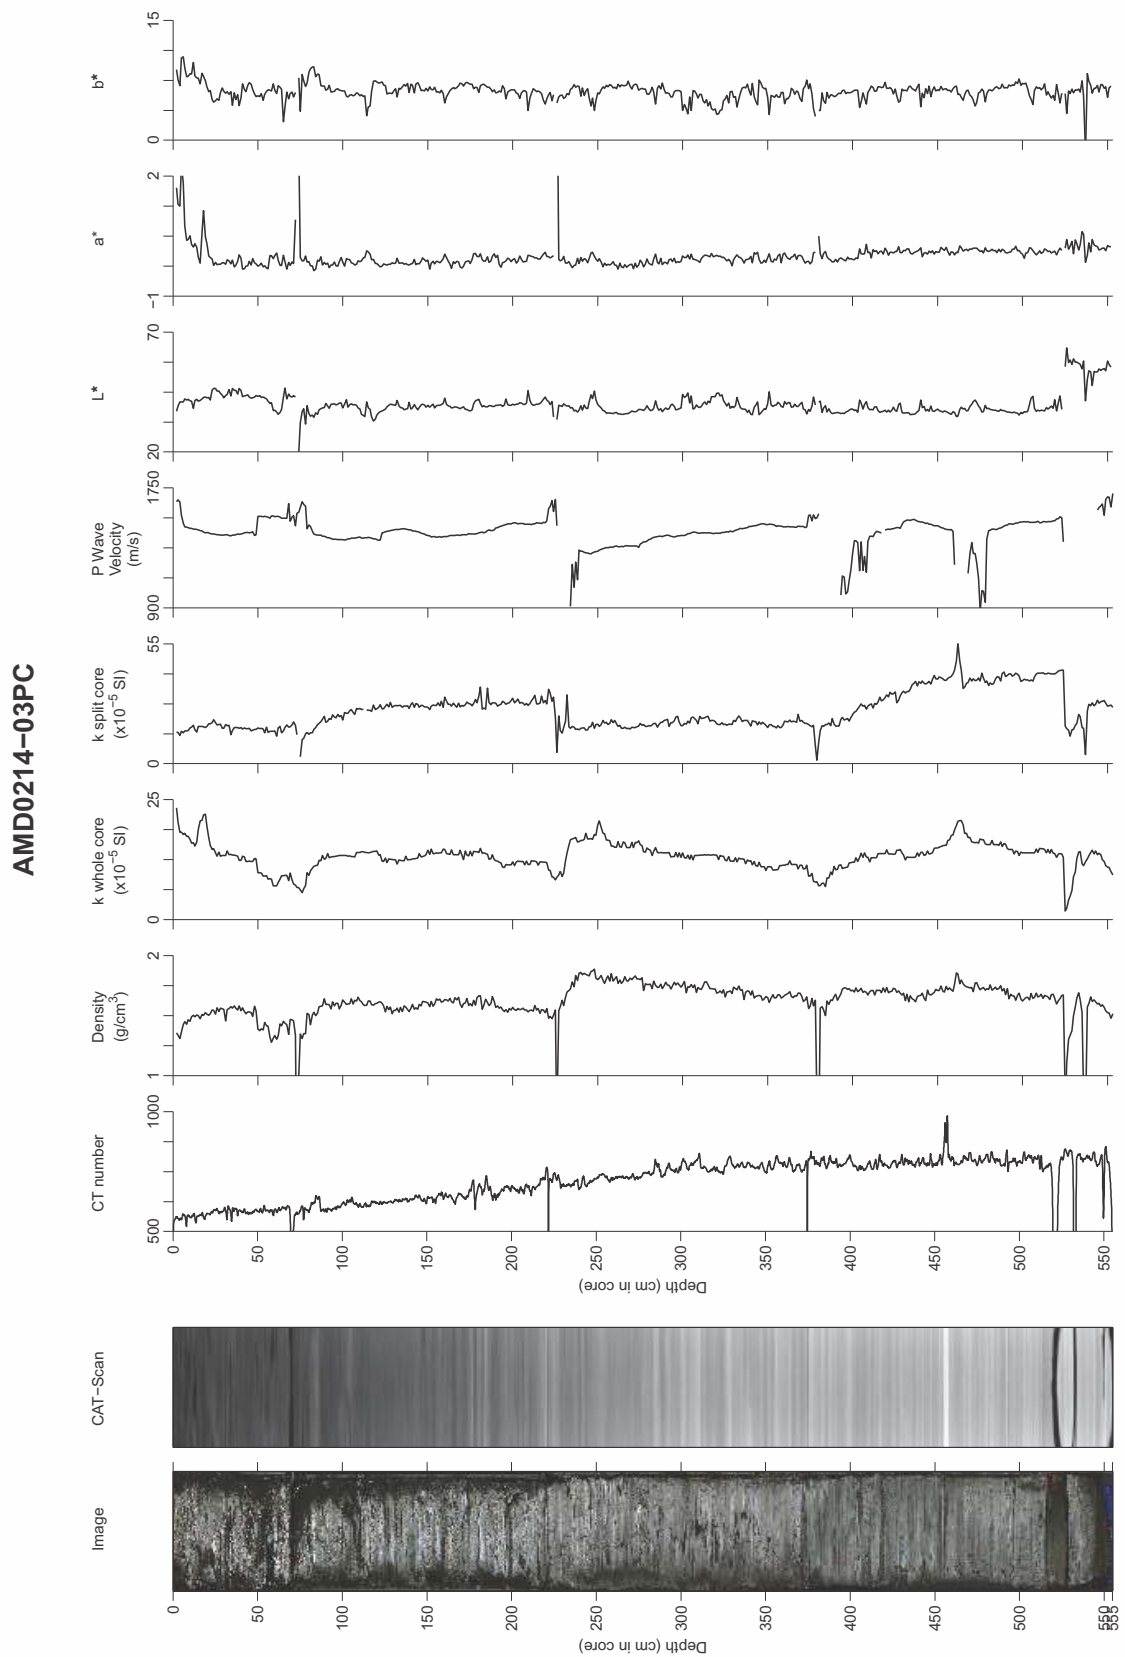 AMD0214−03PC
b*
15
0
a*
2
−1
L*
70
20
P Wave
Velocity
(m/s)
1750
900
k split core
(x10−5 SI)
55
0
k whole core
(x10−5 SI)
25
0
Density
(g/cm3)
2
1
CT number
1000
500
0
50
100
150
200
250
300
350
400
450
500
550
Depth (cm in core)
CAT−Scan
Image
0
50
100
150
200
250
300
350
400
450
500
550
555
Depth (cm in core)